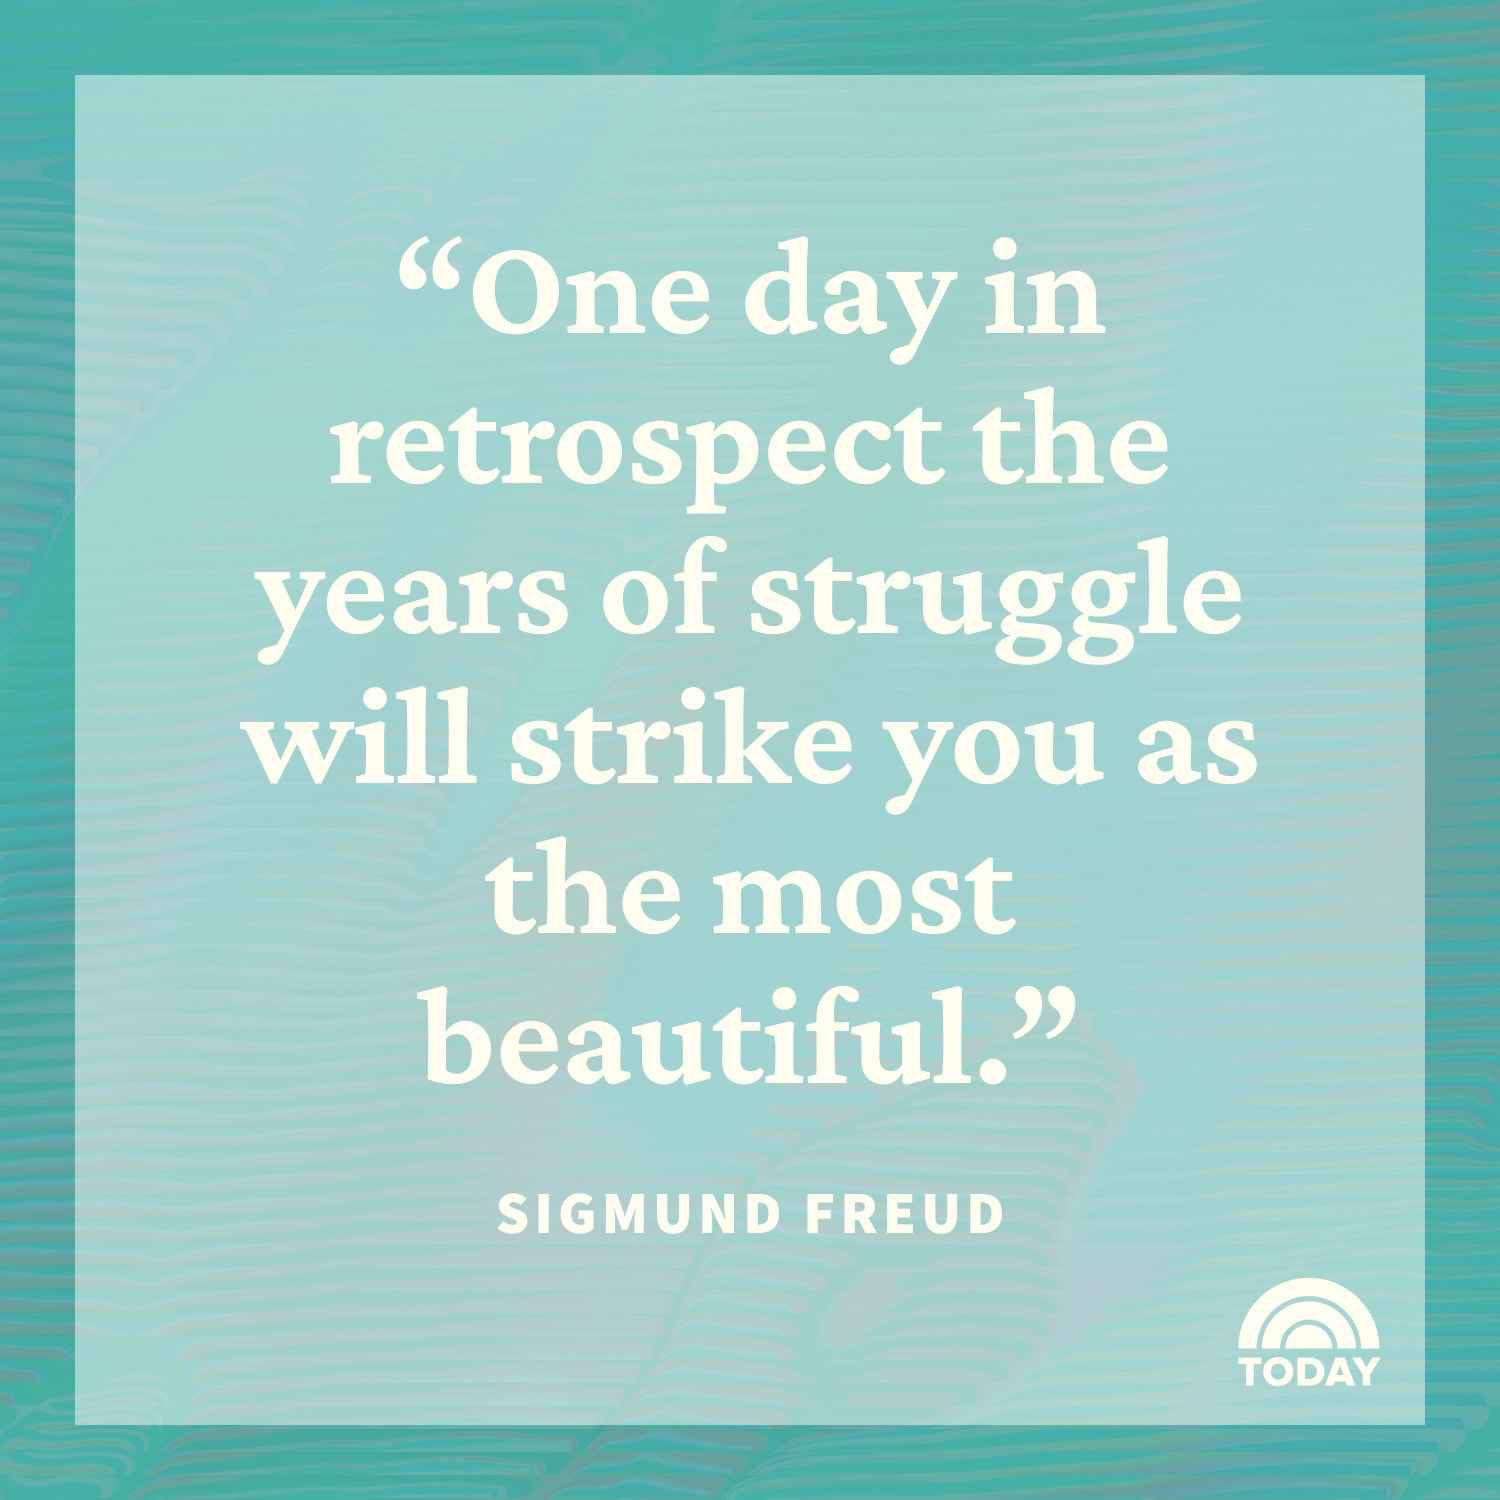 “One day in
retrospect the
years of struggle
will strike you as
the most
beautiful.”
SIGMUND FREUD
TODAY